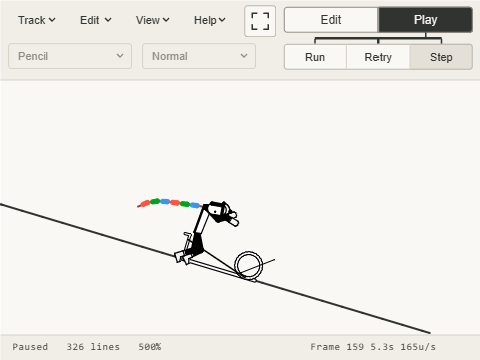 Track Edit View Help Edit Play
Pencil Normal Run Retry Step
Paused 326 lines 500% Frame 159 5.3s 165u/s